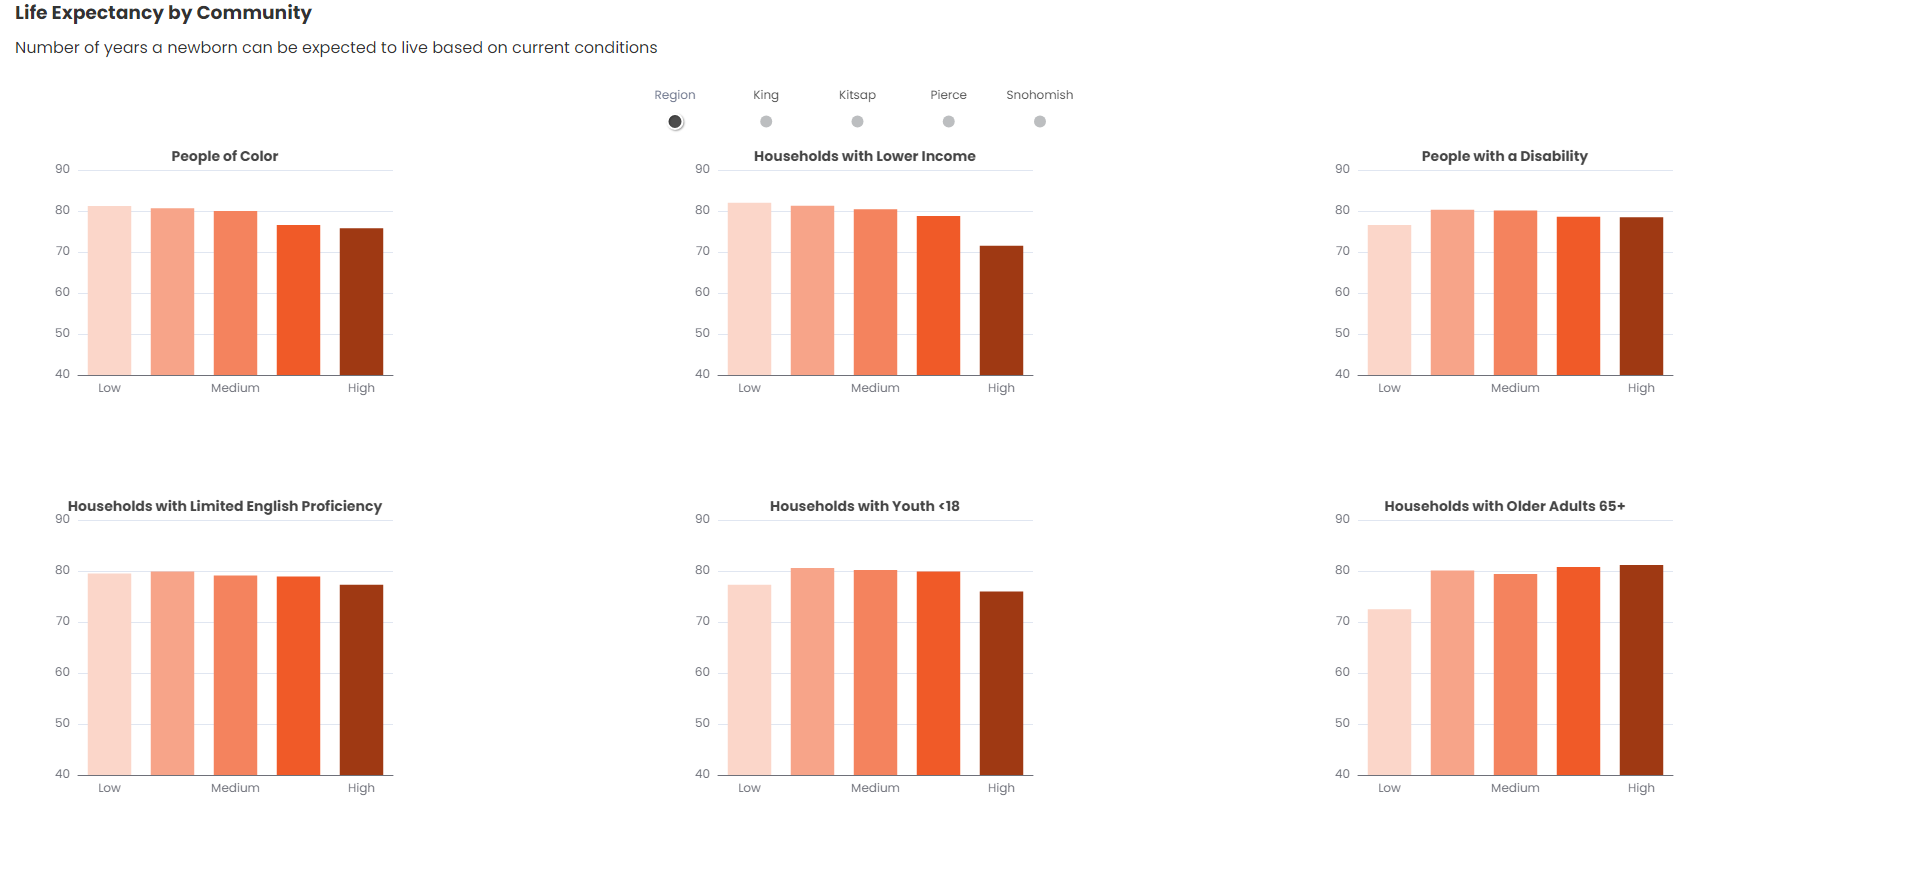 Life Expectancy by Community
Number of years a newborn can be expected to live based on current conditions
Region King Kitsap Pierce Snohomish
People of Color
90
80
70
60
50
40
Low Medium High
Households with Lower Income
90
80
70
60
50
40
Low Medium High
People with a Disability
90
80
70
60
50
40
Low Medium High
Households with Limited English Proficiency
90
80
70
60
50
40
Low Medium High
Households with Youth <18
90
80
70
60
50
40
Low Medium High
Households with Older Adults 65+
90
80
70
60
50
40
Low Medium High